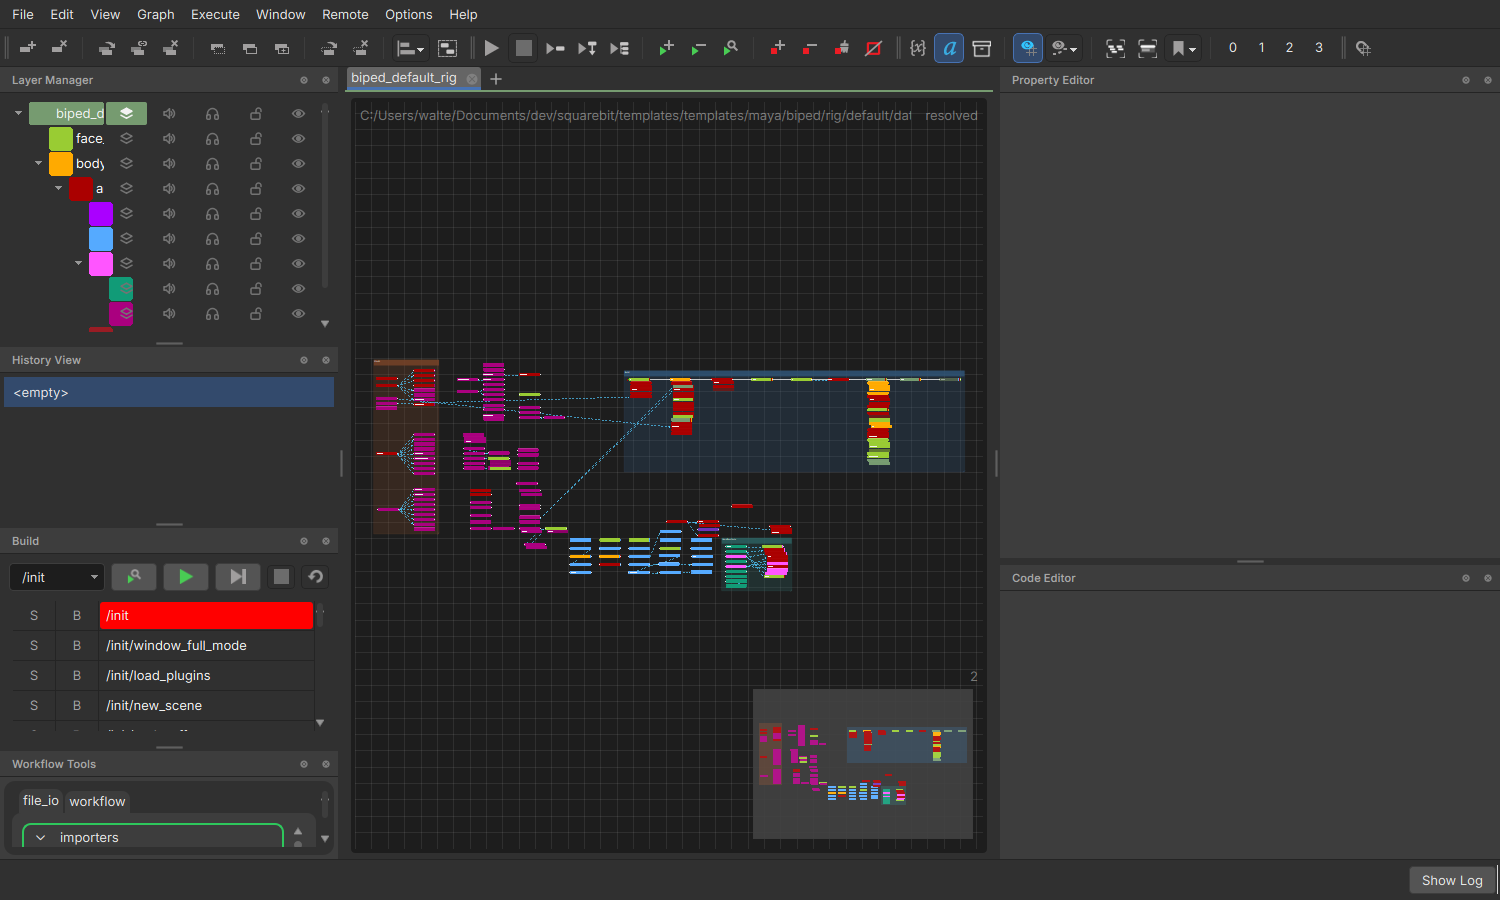 File Edit View Graph Execute Window Remote Options Help
{x} a 0 1 2 3
Layer Manager
biped_default_rig
Property Editor
C:/Users/walte/Documents/dev/squarebit/templates/templates/maya/biped/rig/default/dat resolved
biped_d
face_
body
a
History View
<empty>
Build
/init
S B /init
S B /init/window_full_mode
S B /init/load_plugins
S B /init/new_scene
Workflow Tools
file_io workflow
importers
2
Code Editor
Show Log